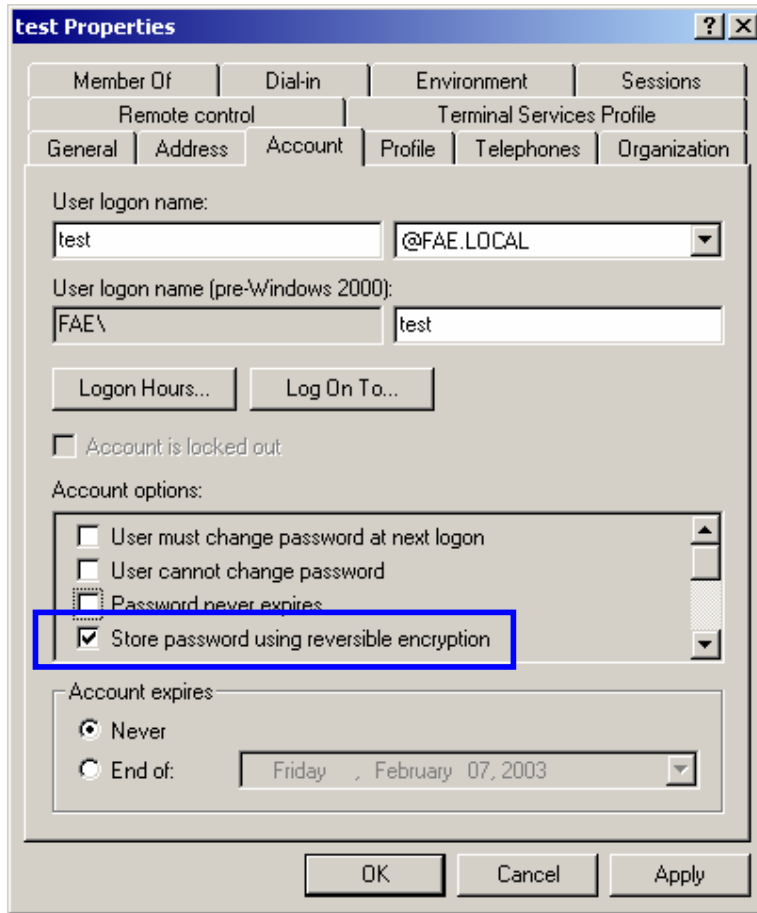 test Properties ? X
Member Of Dial-in Environment Sessions
Remote control Terminal Services Profile
General Address Account Profile Telephones Organization
User logon name:
test @FAE.LOCAL
User logon name (pre-Windows 2000):
FAE\ test
Logon Hours... Log On To...
Account is locked out
Account options:
User must change password at next logon
User cannot change password
Password never expires
Store password using reversible encryption
Account expires
Never
End of: Friday , February 07, 2003
OK Cancel Apply